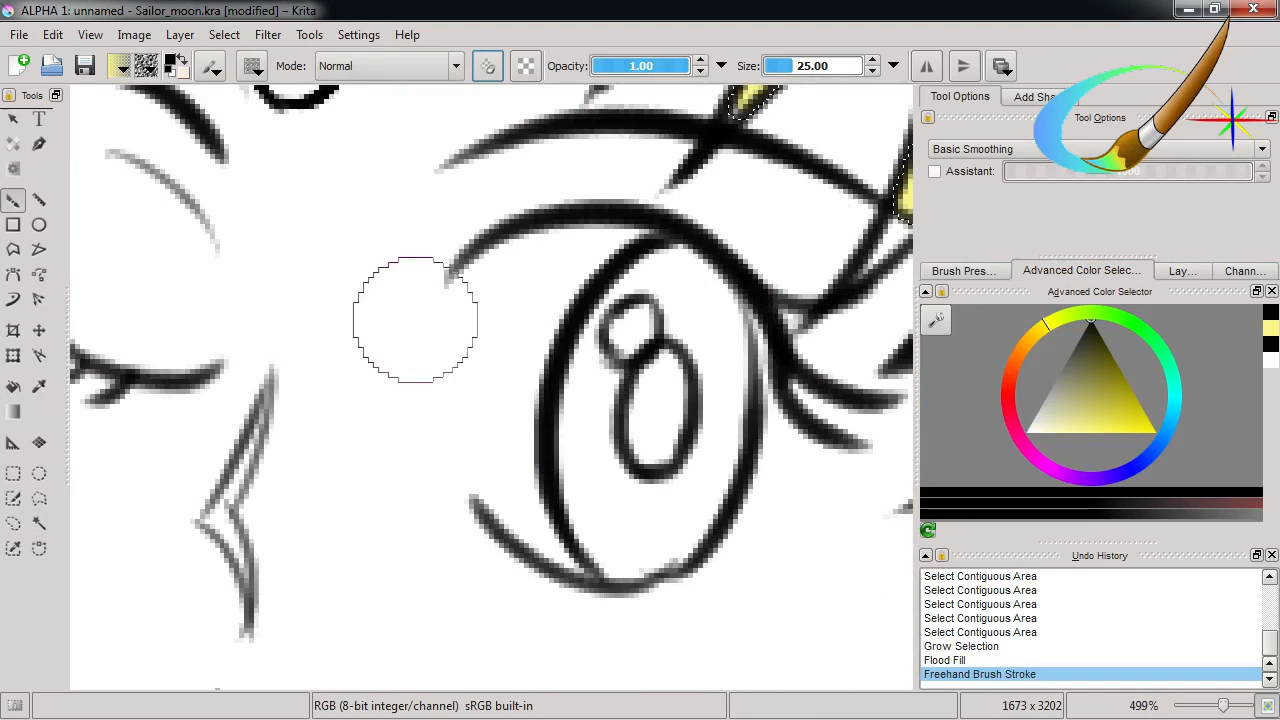 ALPHA 1: unnamed - Sailor_moon.kra [modified] – Krita
File Edit View Image Layer Select Filter Tools Settings Help
Mode: Normal Opacity: 1.00 Size: 25.00
Tools
Tool Options Add Sha
Tool Options
Basic Smoothing
Assistant:
Brush Pres... Advanced Color Selec... Lay... Chann...
Advanced Color Selector
Undo History
Select Contiguous Area
Select Contiguous Area
Select Contiguous Area
Select Contiguous Area
Select Contiguous Area
Grow Selection
Flood Fill
Freehand Brush Stroke
RGB (8-bit integer/channel) sRGB built-in 1673 x 3202 499%